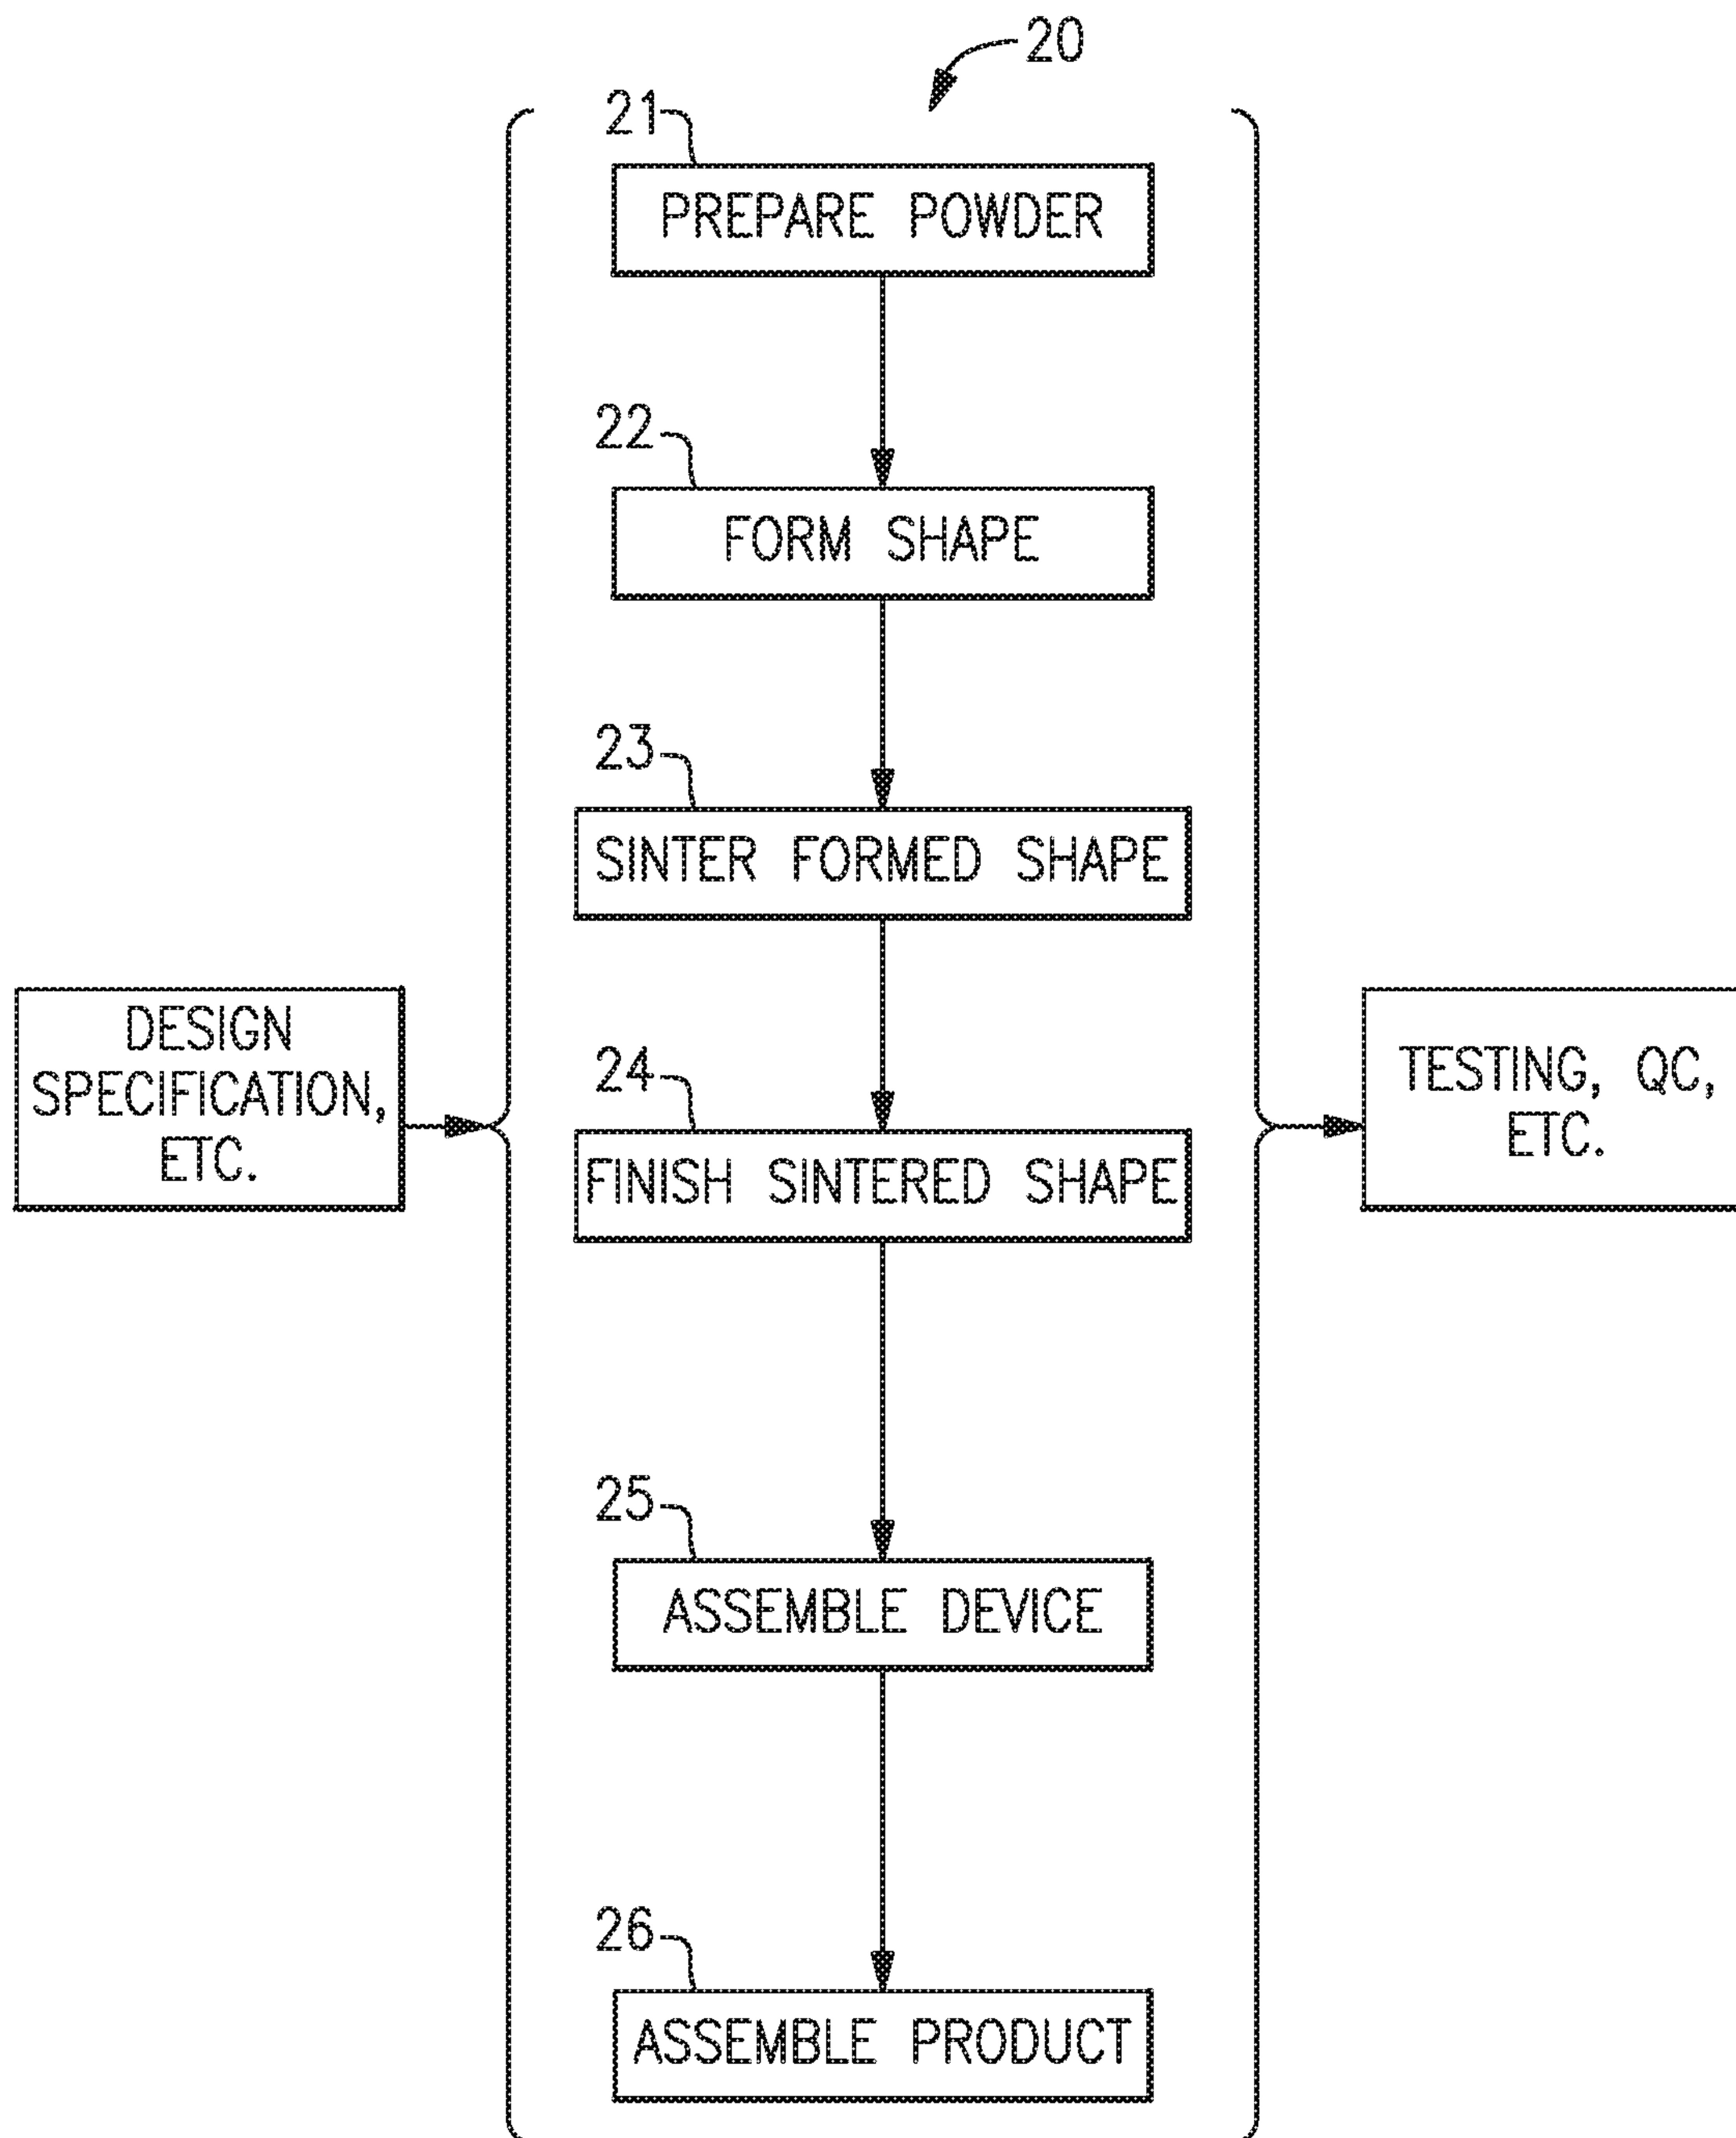 20
21
PREPARE POWDER
22
FORM SHAPE
23
SINTER FORMED SHAPE
DESIGN
SPECIFICATION,
ETC.
24
FINISH SINTERED SHAPE
TESTING, QC,
ETC.
25
ASSEMBLE DEVICE
26
ASSEMBLE PRODUCT